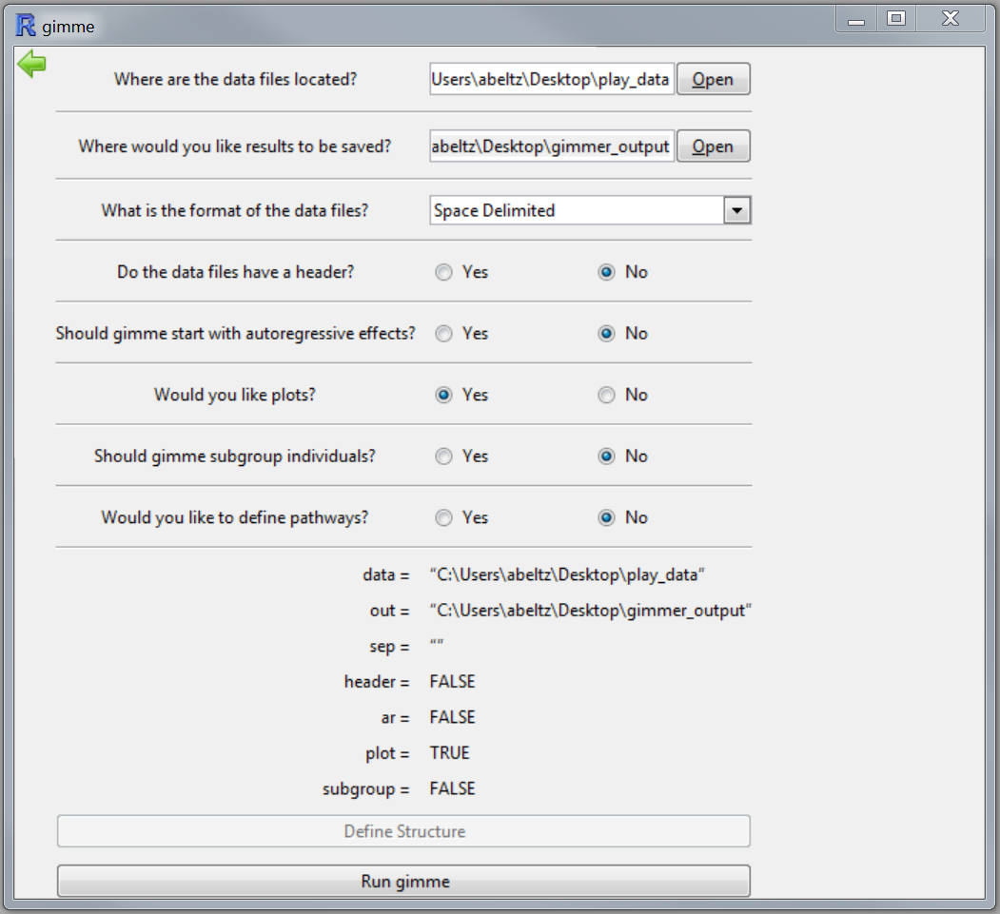 gimme
Where are the data files located? Users\abeltz\Desktop\play_data Open
Where would you like results to be saved? abeltz\Desktop\gimmer_output Open
What is the format of the data files? Space Delimited
Do the data files have a header? Yes No
Should gimme start with autoregressive effects? Yes No
Would you like plots? Yes No
Should gimme subgroup individuals? Yes No
Would you like to define pathways? Yes No
data = “C:\Users\abeltz\Desktop\play_data”
out = “C:\Users\abeltz\Desktop\gimmer_output”
sep = “”
header = FALSE
ar = FALSE
plot = TRUE
subgroup = FALSE
Define Structure
Run gimme